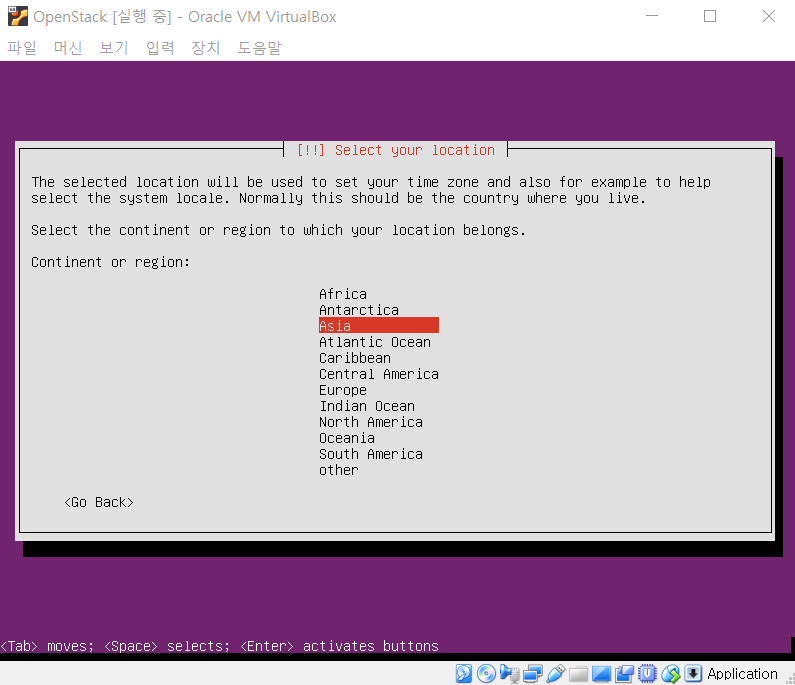 OpenStack [실행 중] - Oracle VM VirtualBox
파일 머신 보기 입력 장치 도움말
[!!] Select your location
The selected location will be used to set your time zone and also for example to help
select the system locale. Normally this should be the country where you live.
Select the continent or region to which your location belongs.
Continent or region:
Africa
Antarctica
Asia
Atlantic Ocean
Caribbean
Central America
Europe
Indian Ocean
North America
Oceania
South America
other
<Go Back>
<Tab> moves; <Space> selects; <Enter> activates buttons
Application